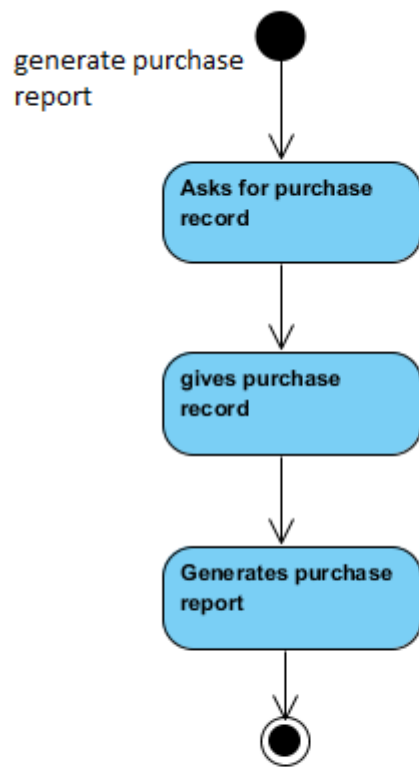 generate purchase
report
Asks for purchase
record
gives purchase
record
Generates purchase
report